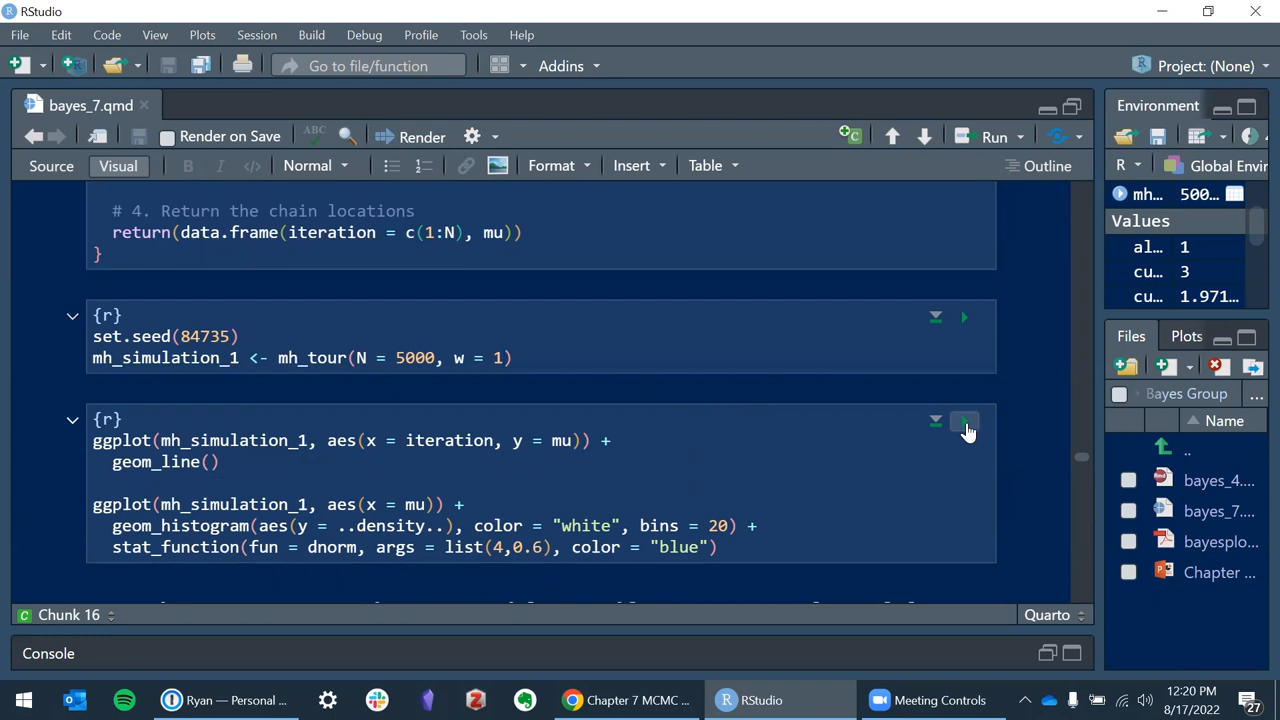 RStudio
File Edit Code View Plots Session Build Debug Profile Tools Help
Go to file/function Addins Project: (None)
bayes_7.qmd
Render on Save ABC Render Run
Source Visual B I </> Normal Format Insert Table Outline
# 4. Return the chain locations
return(data.frame(iteration = c(1:N), mu))
}
{r}
set.seed(84735)
mh_simulation_1 <- mh_tour(N = 5000, w = 1)
{r}
ggplot(mh_simulation_1, aes(x = iteration, y = mu)) +
geom_line()
ggplot(mh_simulation_1, aes(x = mu)) +
geom_histogram(aes(y = ..density..), color = "white", bins = 20) +
stat_function(fun = dnorm, args = list(4,0.6), color = "blue")
Chunk 16 Quarto
Console
Environment
R Global Envir
mh... 500...
Values
al... 1
cu... 3
cu... 1.971...
Files Plots
Bayes Group ...
Name
..
bayes_4....
bayes_7....
bayesplo...
Chapter ...
Ryan — Personal ... Chapter 7 MCMC ... RStudio Meeting Controls
12:20 PM
8/17/2022
27